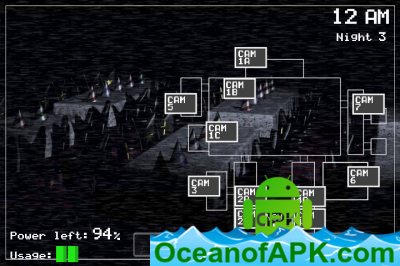 12 AM
Night 3
CAM 1A
CAM 1B
CAM 5
CAM 7
CAM 1C
CAM 3
CAM 6
APK
Power left: 94%
Usage:
OceanofAPK.com